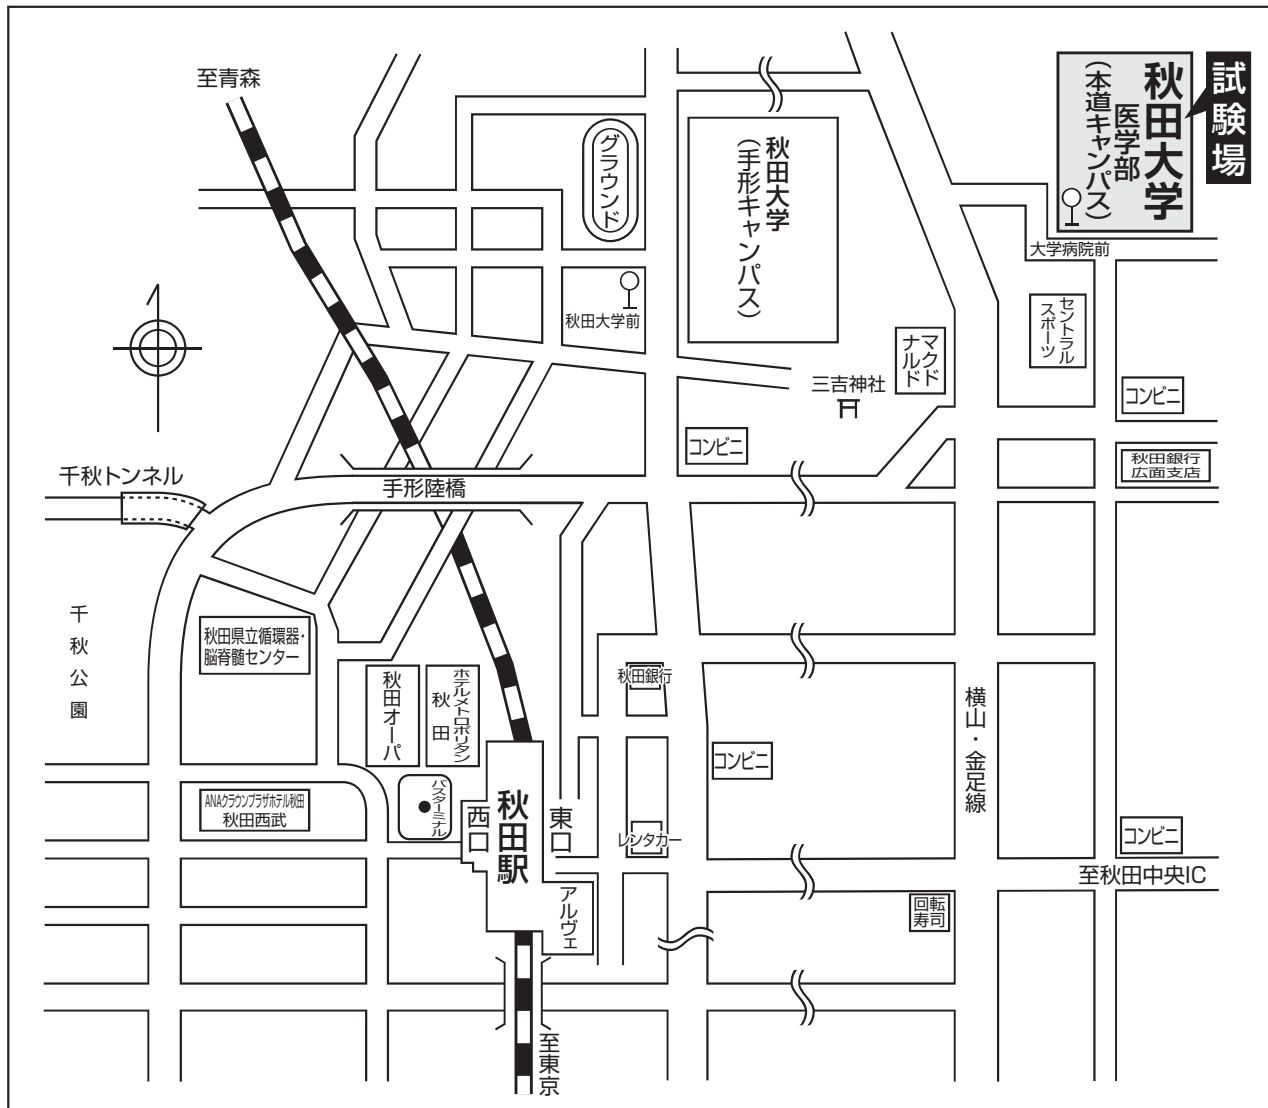 至青森
試験場
秋田大学
医学部
(本道キャンパス)
大学病院前
グラウンド
秋田大学
(手形キャンパス)
秋田大学前
セントラル
スポーツ
マクド
ナルド
三吉神社
コンビニ
コンビニ
秋田銀行
広面支店
千秋トンネル
手形陸橋
千秋公園
秋田県立循環器・
脳脊髄センター
秋田オーパ
ホテルメトロポリタン
秋田
秋田銀行
横山・金足線
コンビニ
ANAクラウンプラザホテル秋田
秋田西武
バスターミナル
西口
秋田駅
東口
レンタカー
コンビニ
至秋田中央IC
アルヴェ
回転
寿司
至東京